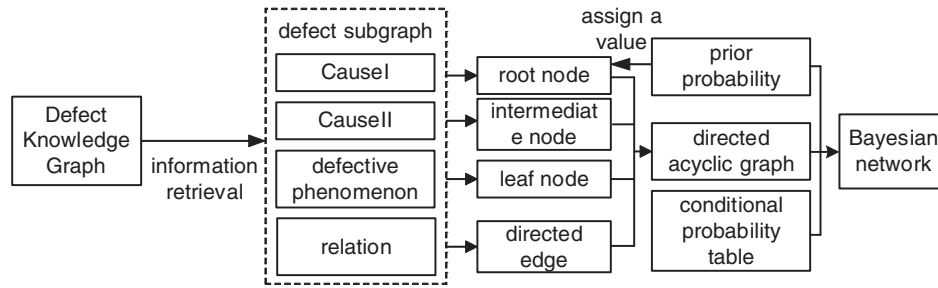 Defect
Knowledge
Graph
information
retrieval
defect subgraph
CauseI
CauseII
defective
phenomenon
relation
root node
intermediat
e node
leaf node
directed
edge
assign a
value
prior
probability
directed
acyclic graph
conditional
probability
table
Bayesian
network